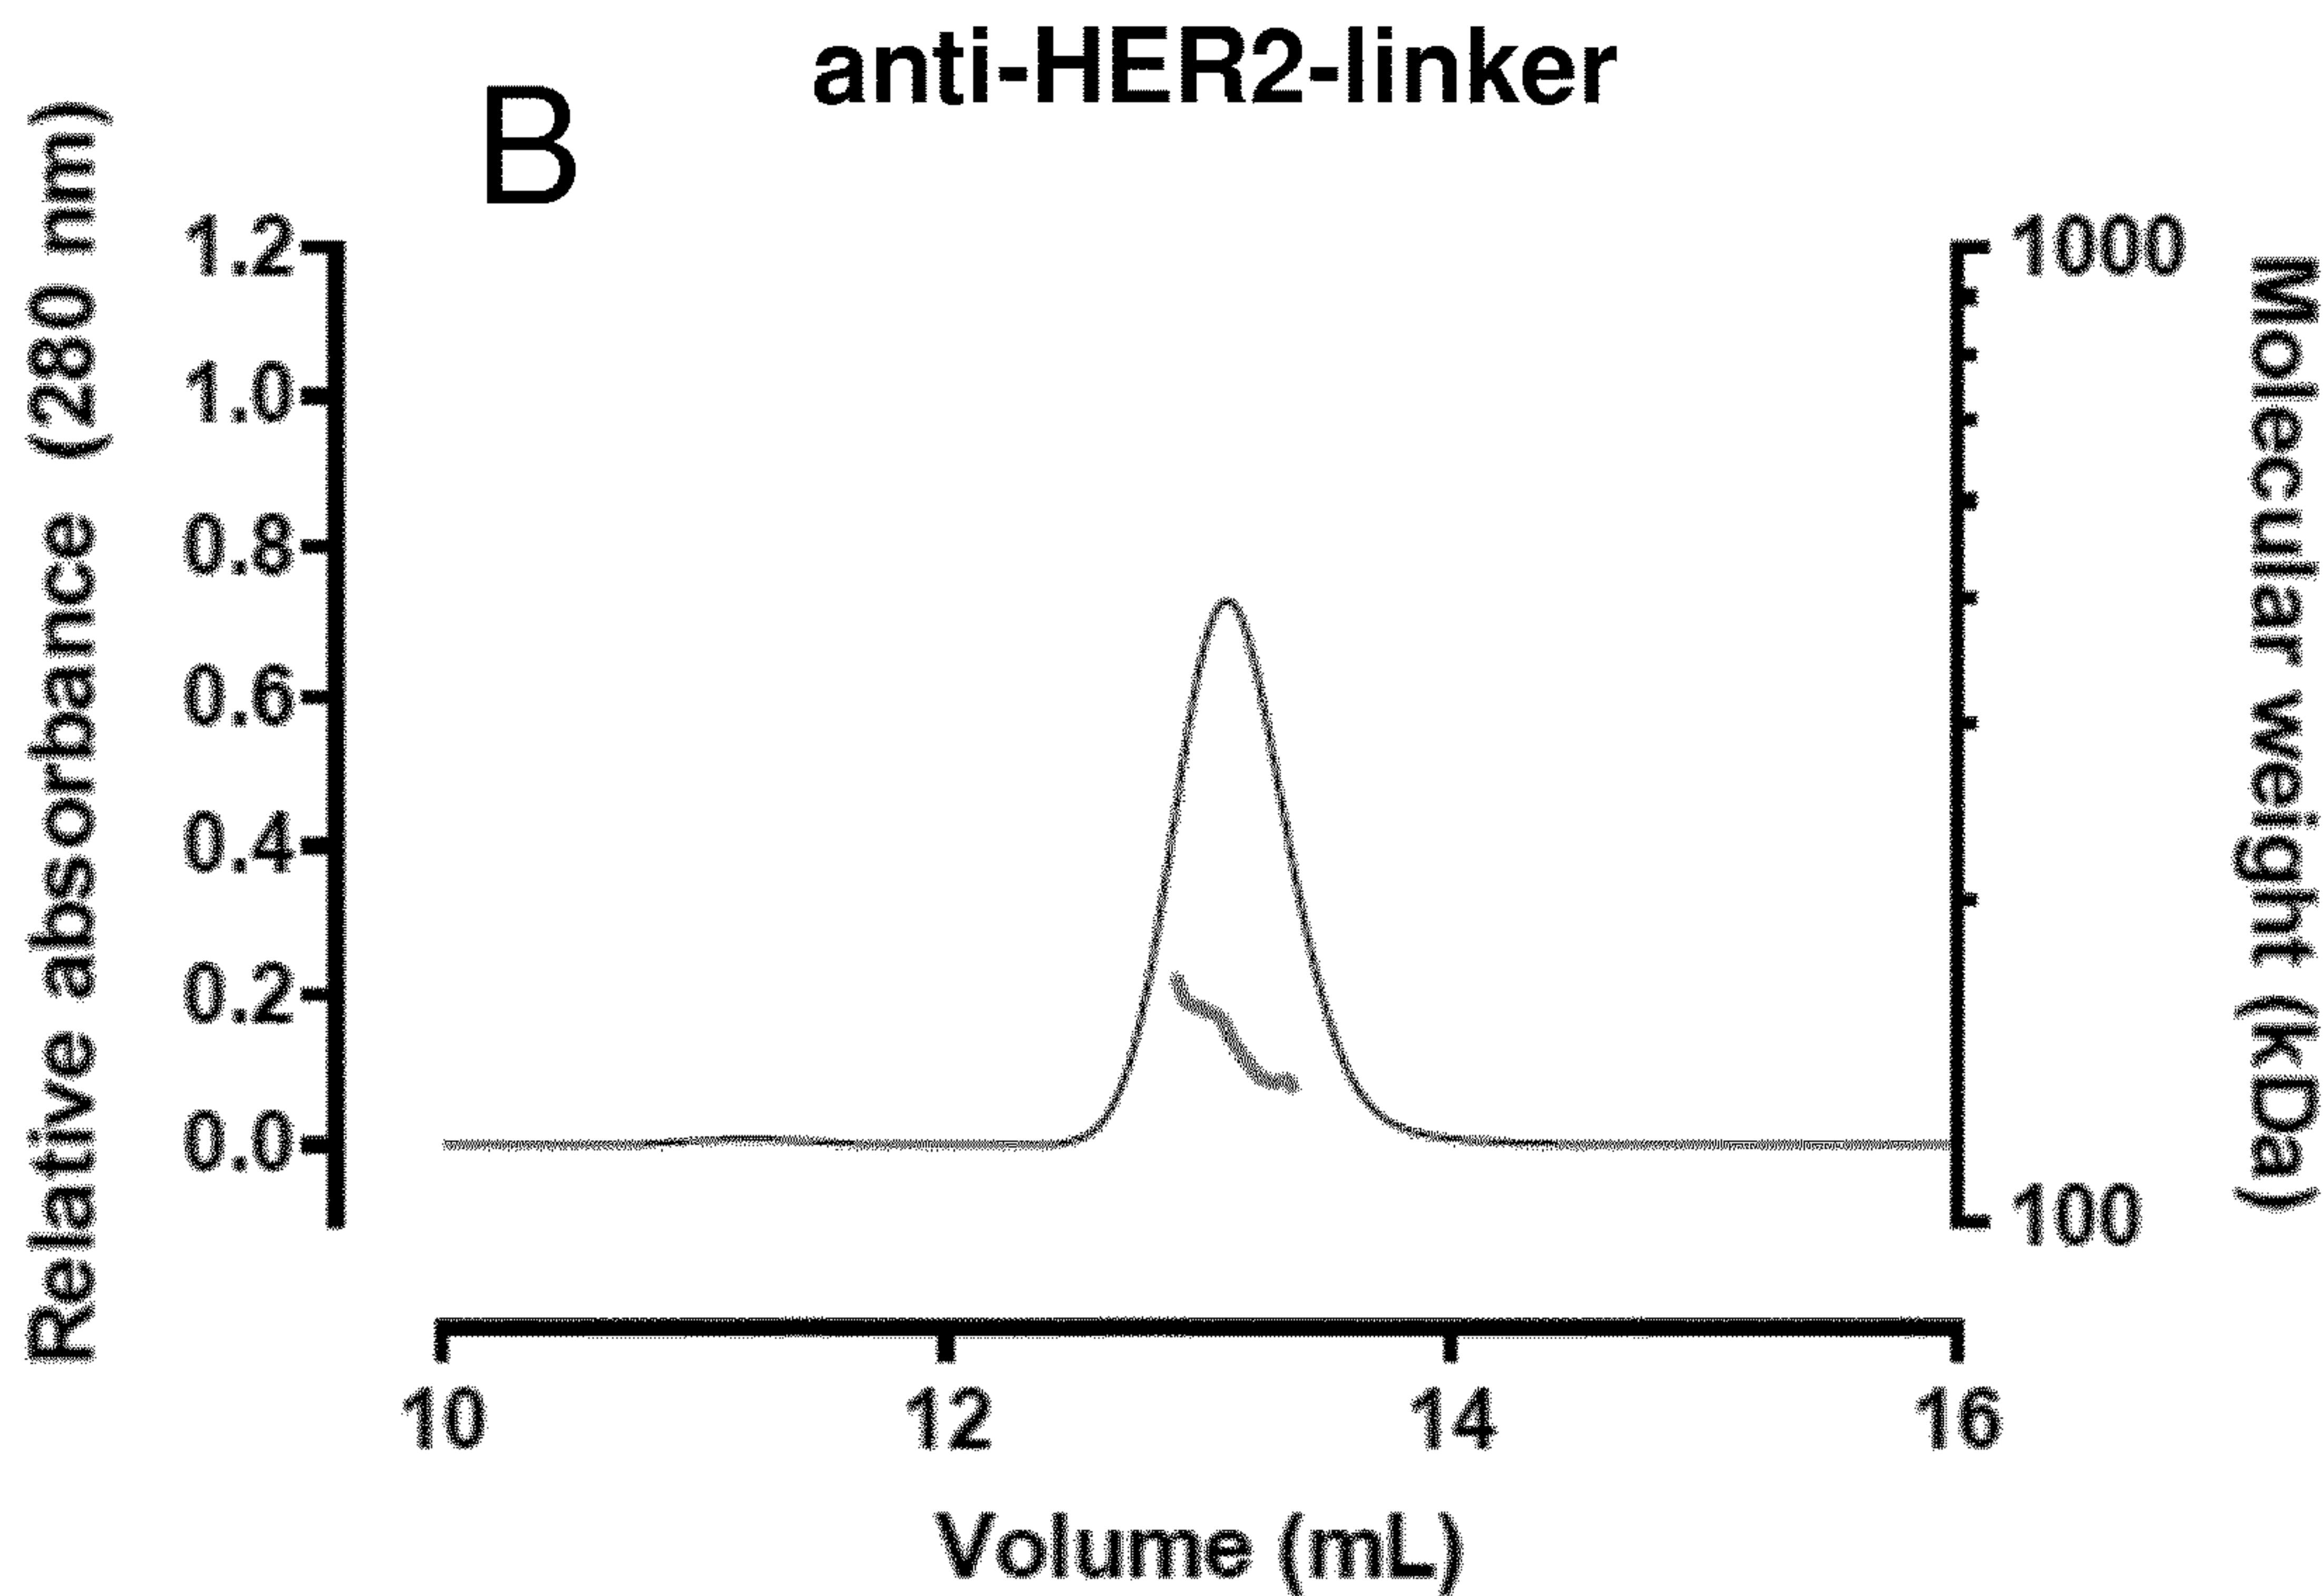 anti-HER2-linker
B
Relative absorbance (280 nm)
1.2
1.0
0.8
0.6
0.4
0.2
0.0
1000
100
Molecular weight (kDa)
10 12 14 16
Volume (mL)